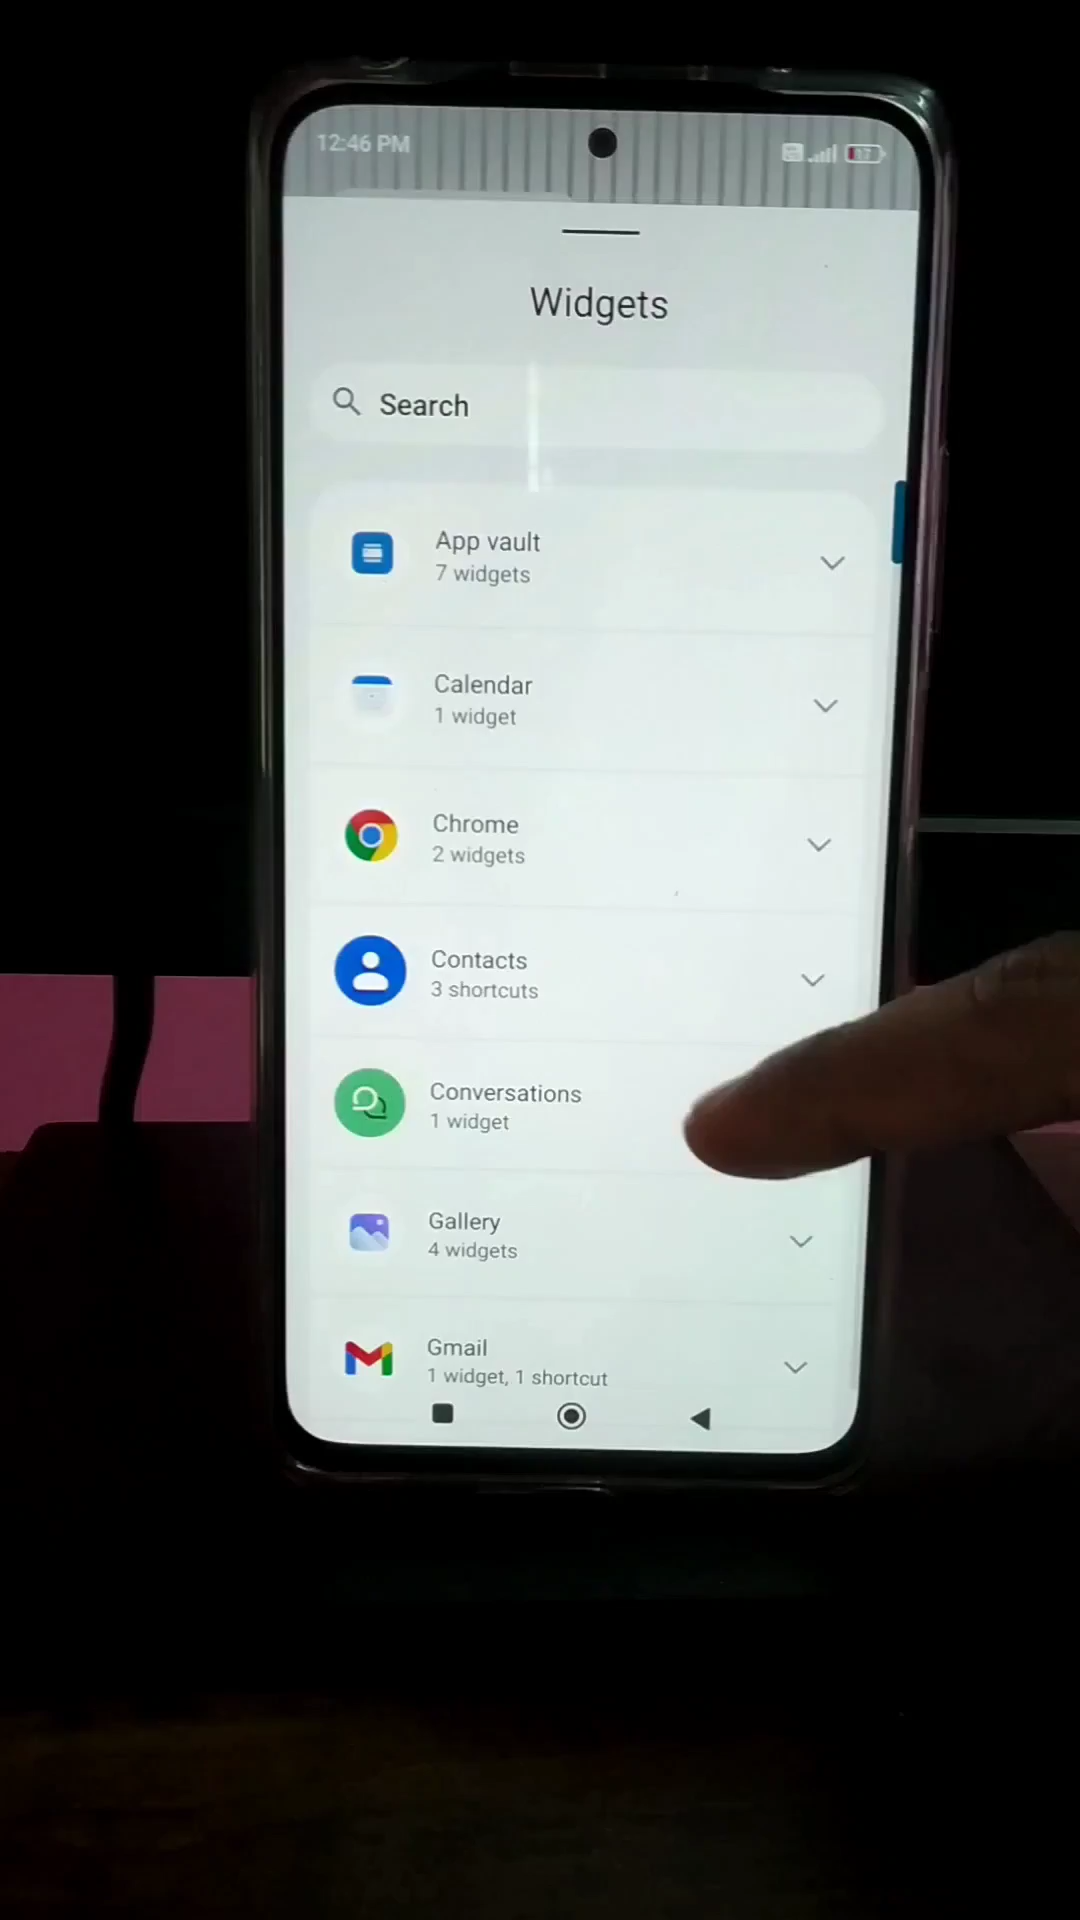 12:46 PM
17
Widgets
Search
App vault
7 widgets
Calendar
1 widget
Chrome
2 widgets
Contacts
3 shortcuts
Conversations
1 widget
Gallery
4 widgets
Gmail
1 widget, 1 shortcut